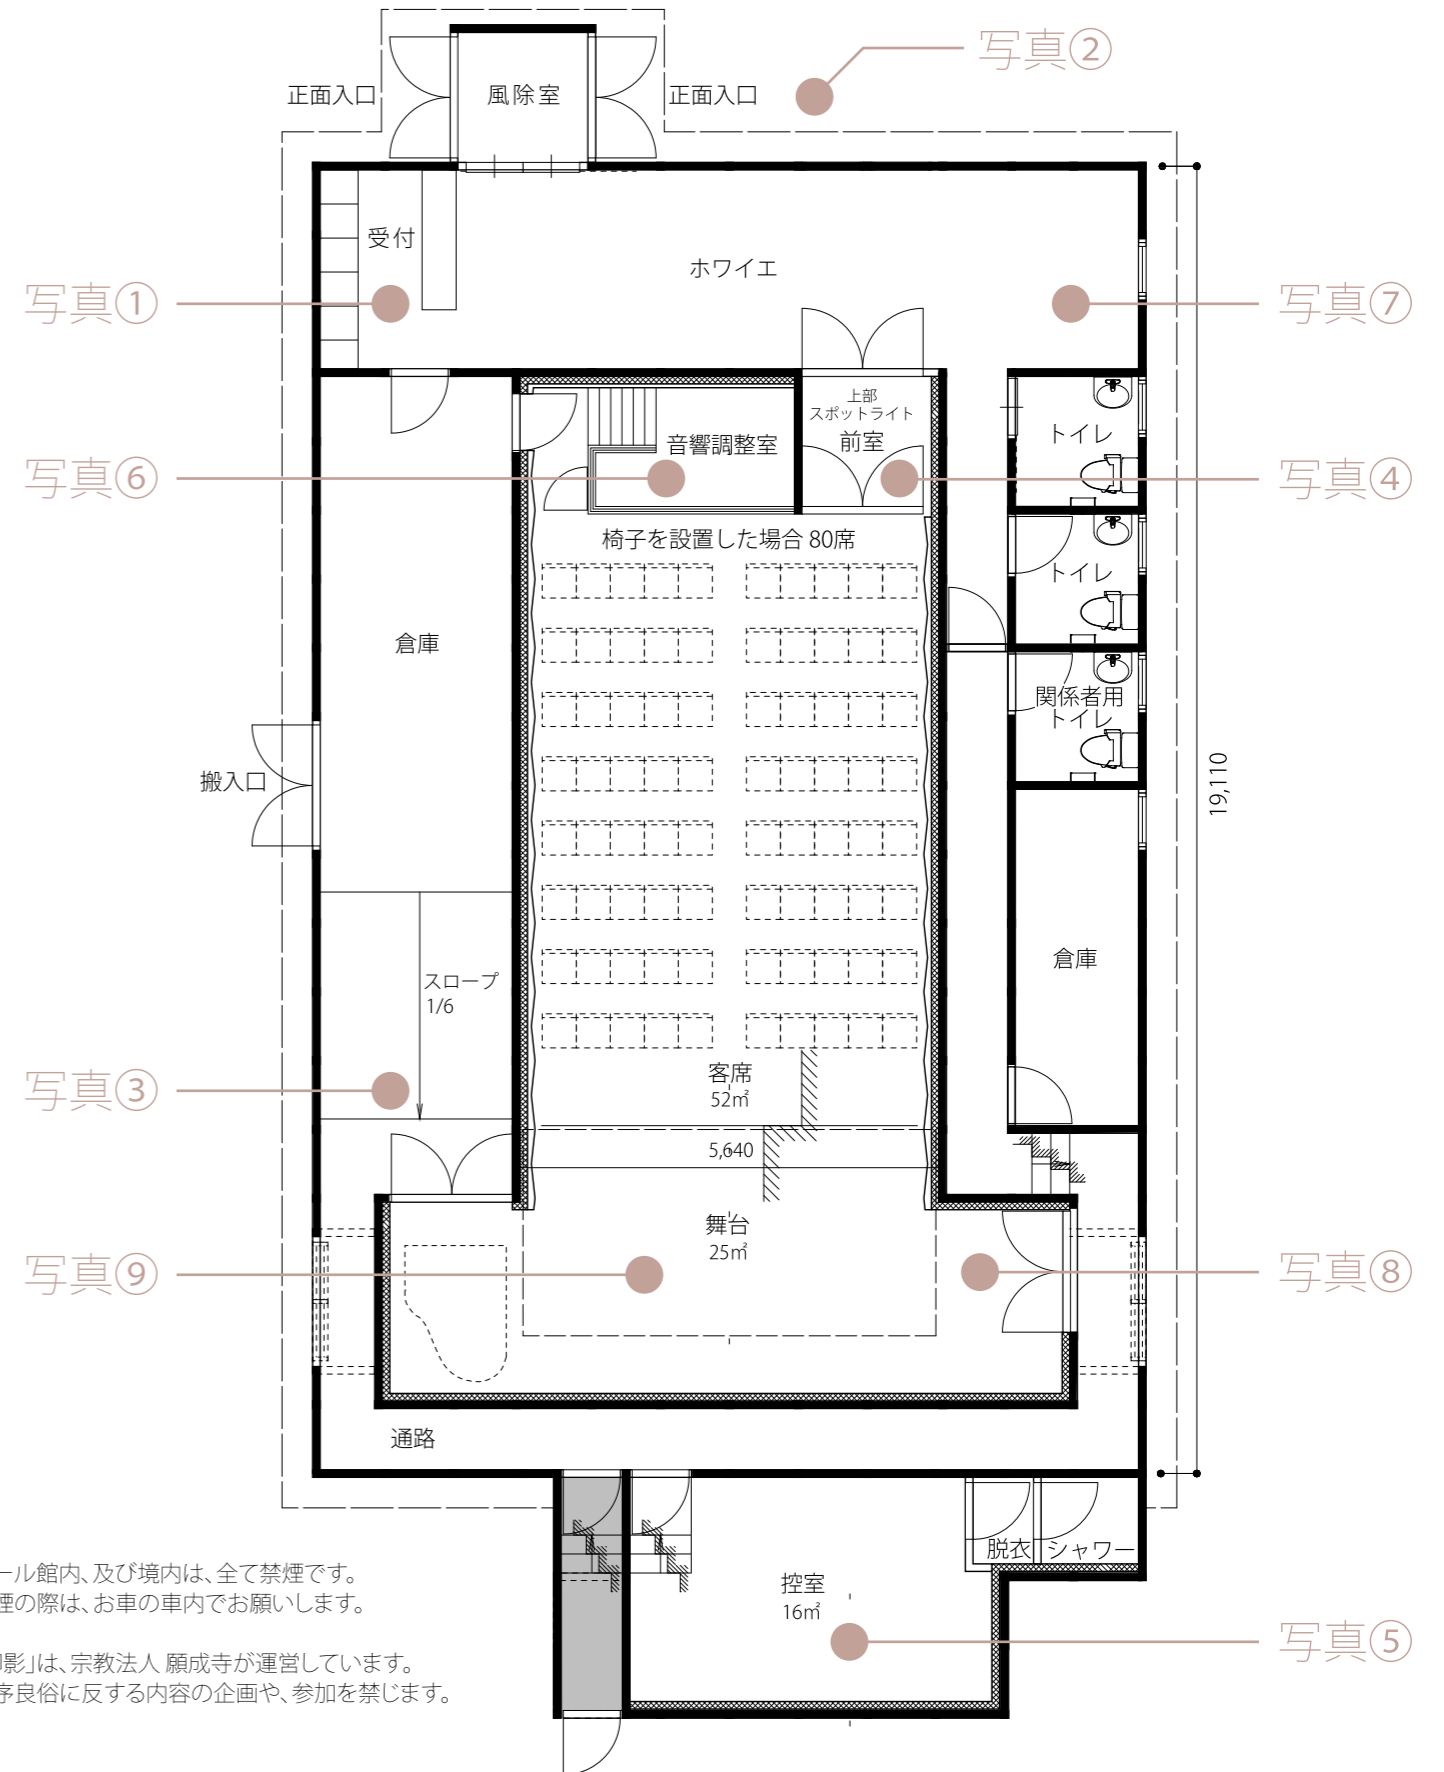 写真②
正面入口
風除室
正面入口
受付
ホワイエ
写真①
写真⑦
上部
スポットライト
前室
音響調整室
トイレ
写真⑥
写真④
椅子を設置した場合 80席
トイレ
倉庫
関係者用
トイレ
搬入口
19,110
倉庫
スロープ
1/6
客席
52㎡
写真③
5,640
舞台
25㎡
写真⑨
写真⑧
通路
脱衣
シャワー
控室
16㎡
写真⑤
ール館内、及び境内は、全て禁煙です。
煙の際は、お車の車内でお願いします。
影」は、宗教法人 願成寺が運営しています。
序良俗に反する内容の企画や、参加を禁じます。